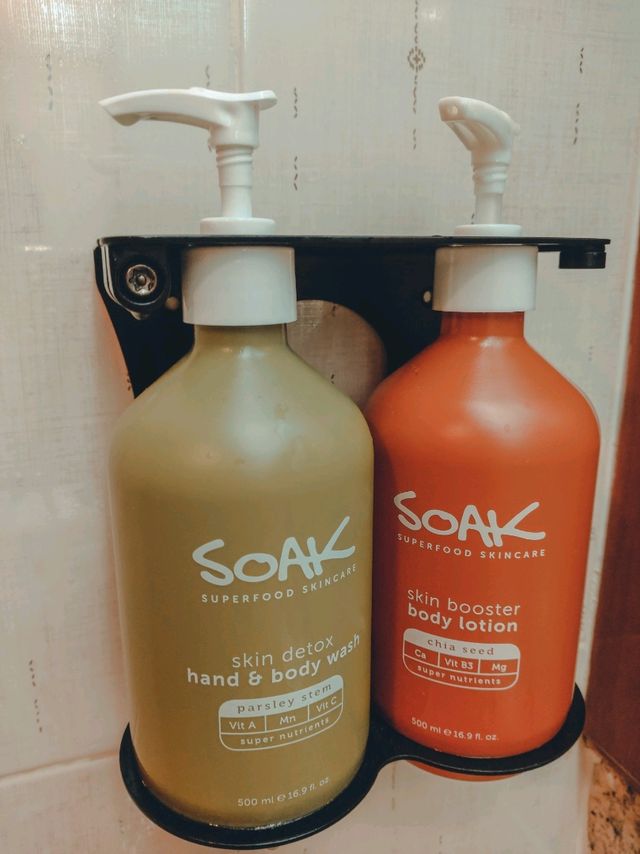 SOAK
SUPERFOOD SKINCARE
skin detox
hand & body wash
parsley stem
Vit A Mn Vit C
super nutrients
500 ml ℮ 16.9 fl. oz.
SOAK
SUPERFOOD SKINCARE
skin booster
body lotion
chia seed
Ca Vit B3 Mg
super nutrients
500 ml ℮ 16.9 fl. oz.